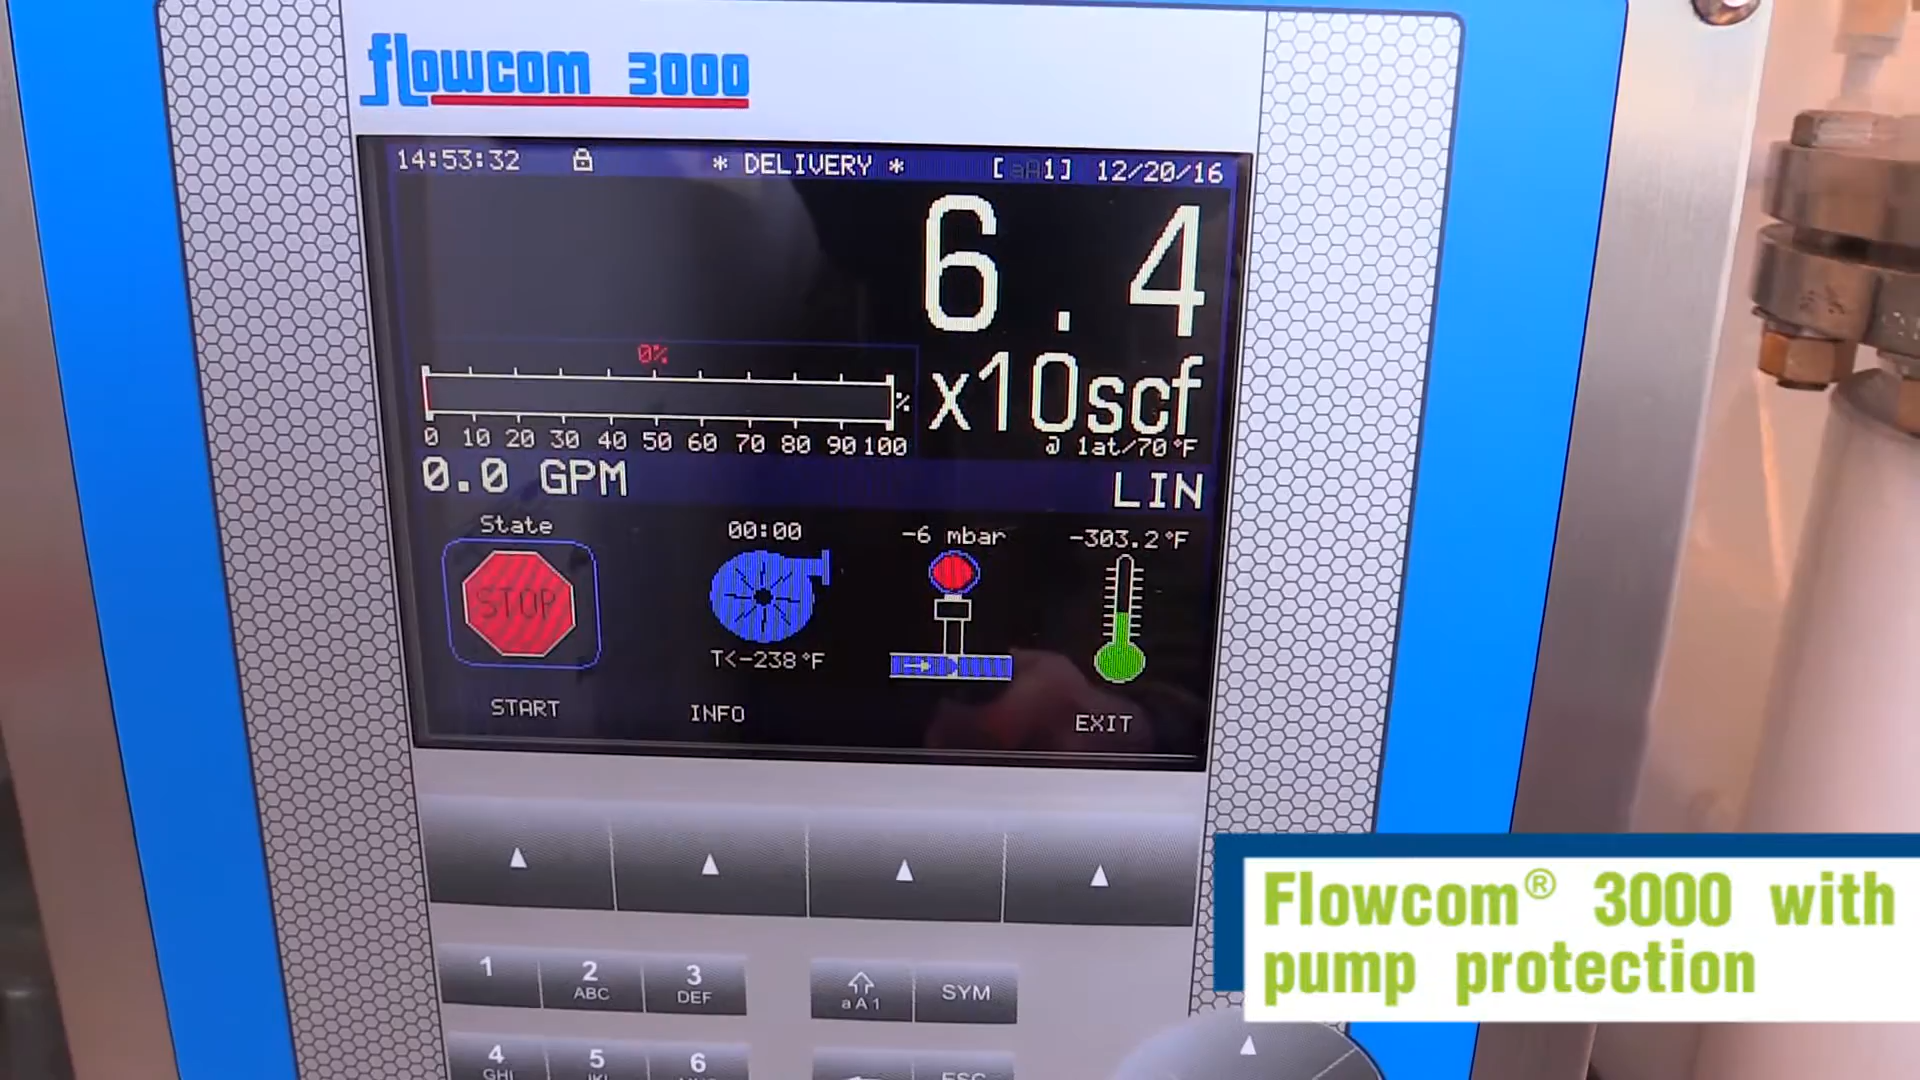 flowcom 3000
14:53:32 * DELIVERY * [aA1] 12/20/16
6.4
x10scf
@ 1at/70°F
0%
%
0 10 20 30 40 50 60 70 80 90 100
0.0 GPM LIN
State 00:00 -6 mbar -303.2°F
STOP
T<-238°F
START INFO EXIT
1 2 3 SYM
ABC DEF aA1
4 5 6
GHI ESC
Flowcom® 3000 with
pump protection